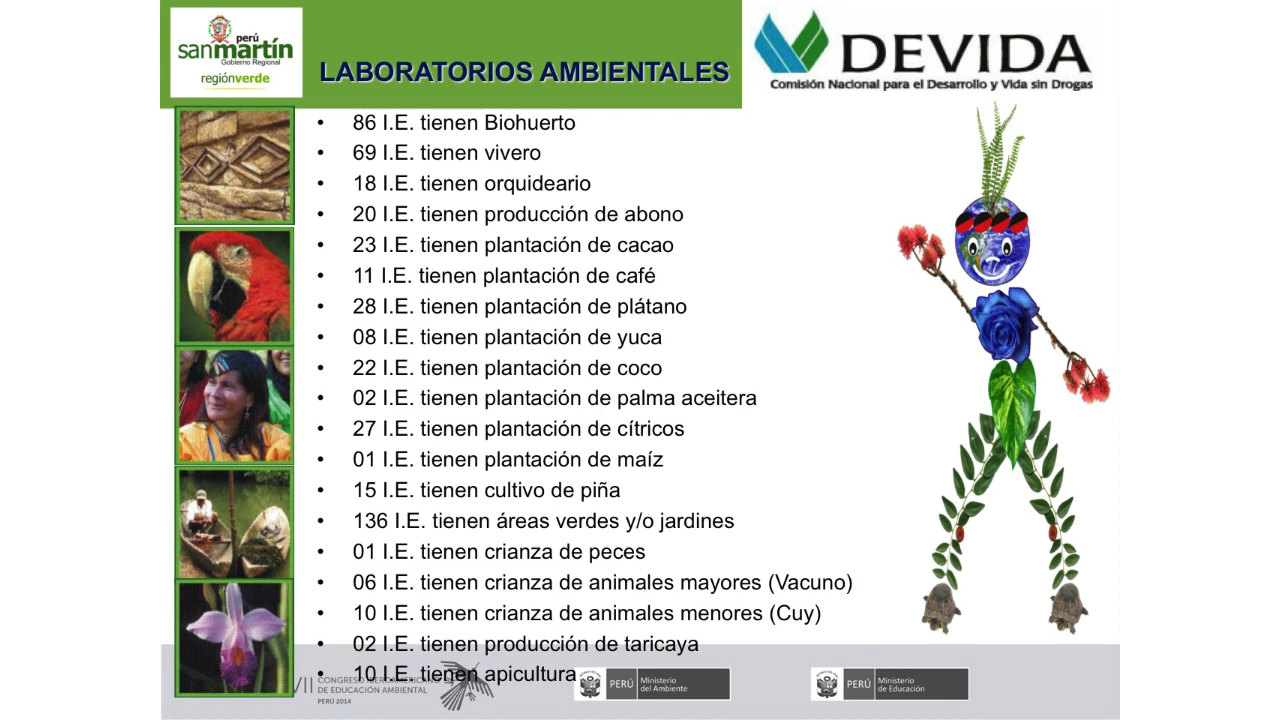 perú
sanmartín
Gobierno Regional
regiónverde
LABORATORIOS AMBIENTALES
DEVIDA
Comisión Nacional para el Desarrollo y Vida sin Drogas
• 86 I.E. tienen Biohuerto
• 69 I.E. tienen vivero
• 18 I.E. tienen orquideario
• 20 I.E. tienen producción de abono
• 23 I.E. tienen plantación de cacao
• 11 I.E. tienen plantación de café
• 28 I.E. tienen plantación de plátano
• 08 I.E. tienen plantación de yuca
• 22 I.E. tienen plantación de coco
• 02 I.E. tienen plantación de palma aceitera
• 27 I.E. tienen plantación de cítricos
• 01 I.E. tienen plantación de maíz
• 15 I.E. tienen cultivo de piña
• 136 I.E. tienen áreas verdes y/o jardines
• 01 I.E. tienen crianza de peces
• 06 I.E. tienen crianza de animales mayores (Vacuno)
• 10 I.E. tienen crianza de animales menores (Cuy)
• 02 I.E. tienen producción de taricaya
• 10 I.E. tienen apicultura
VII CONGRESO IBEROAMERICANO
DE EDUCACIÓN AMBIENTAL
PERÚ 2014
PERÚ Ministerio
del Ambiente
PERÚ Ministerio
de Educación